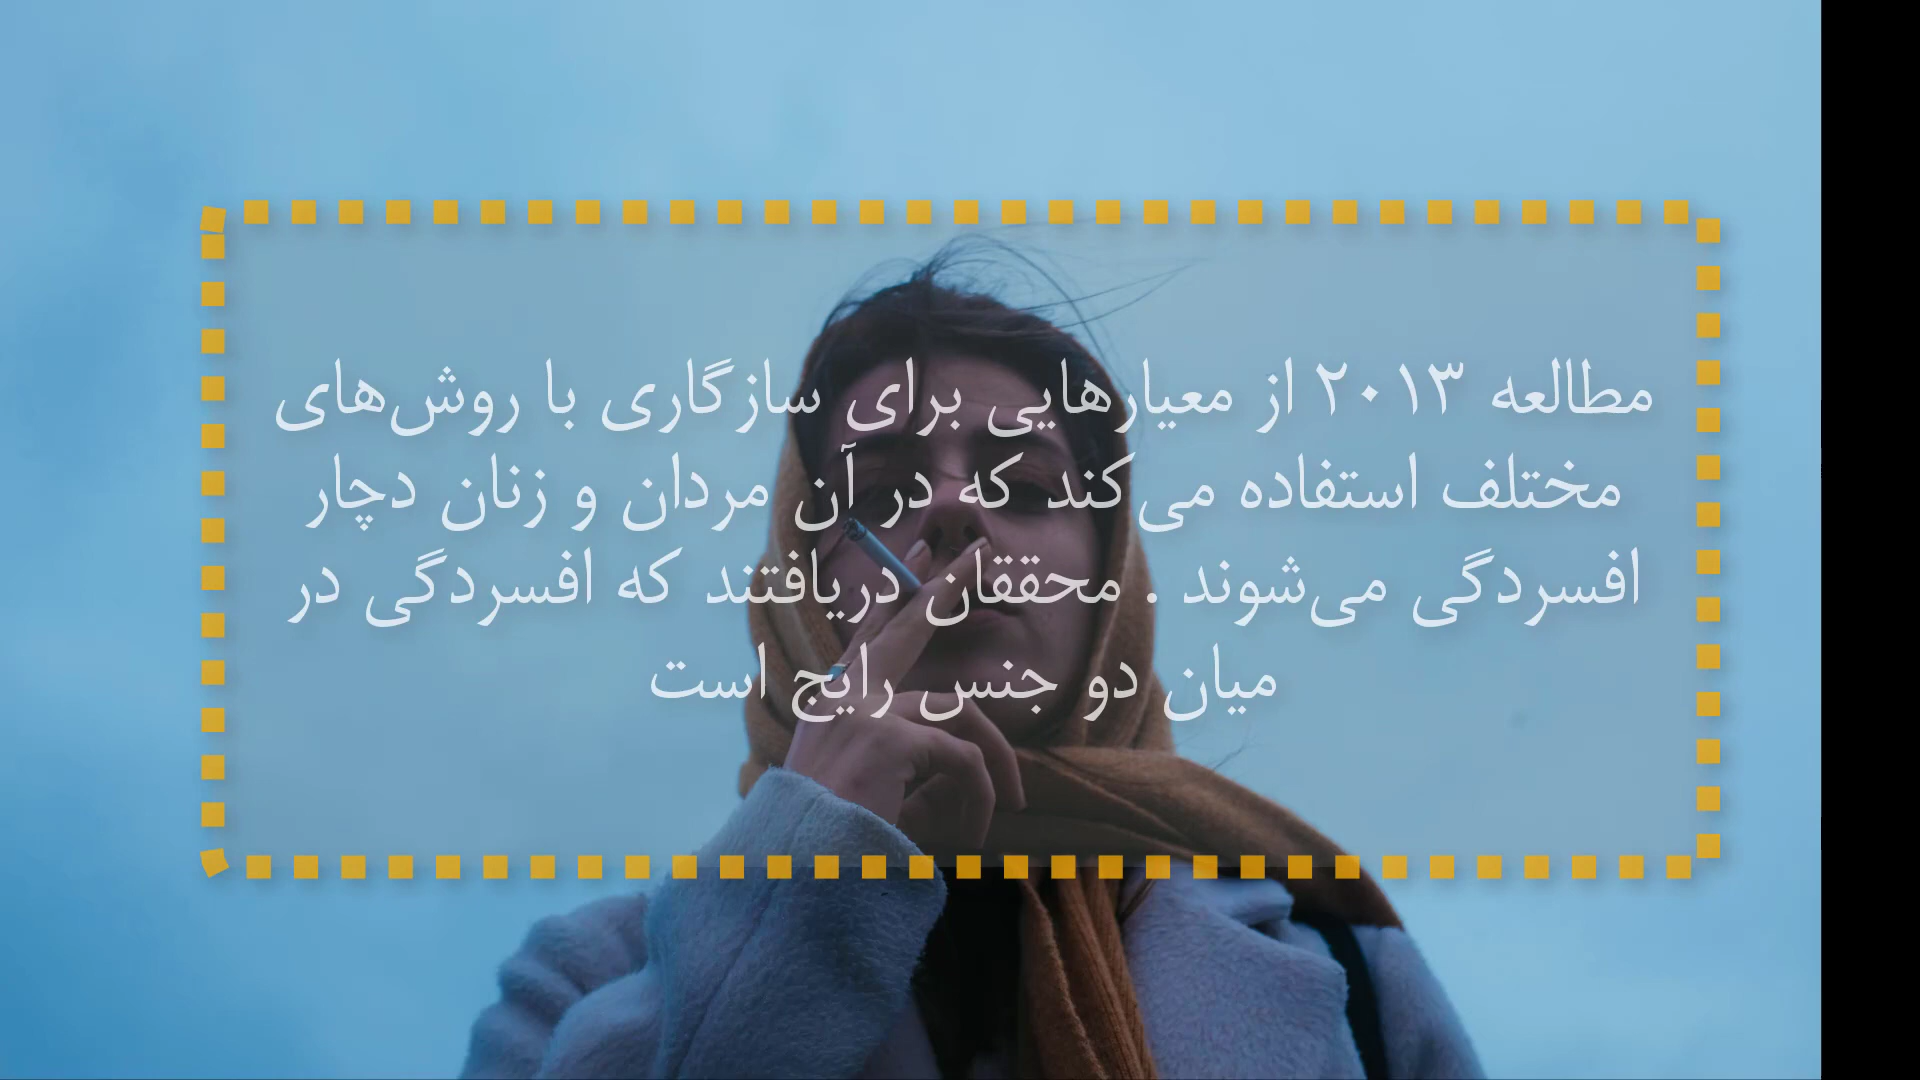 مطالعه ۲۰۱۳ از معیارهایی برای سازگاری با روش‌های
مختلف استفاده می‌کند که در آن مردان و زنان دچار
افسردگی می‌شوند . محققان دریافتند که افسردگی در
میان دو جنس رایج است